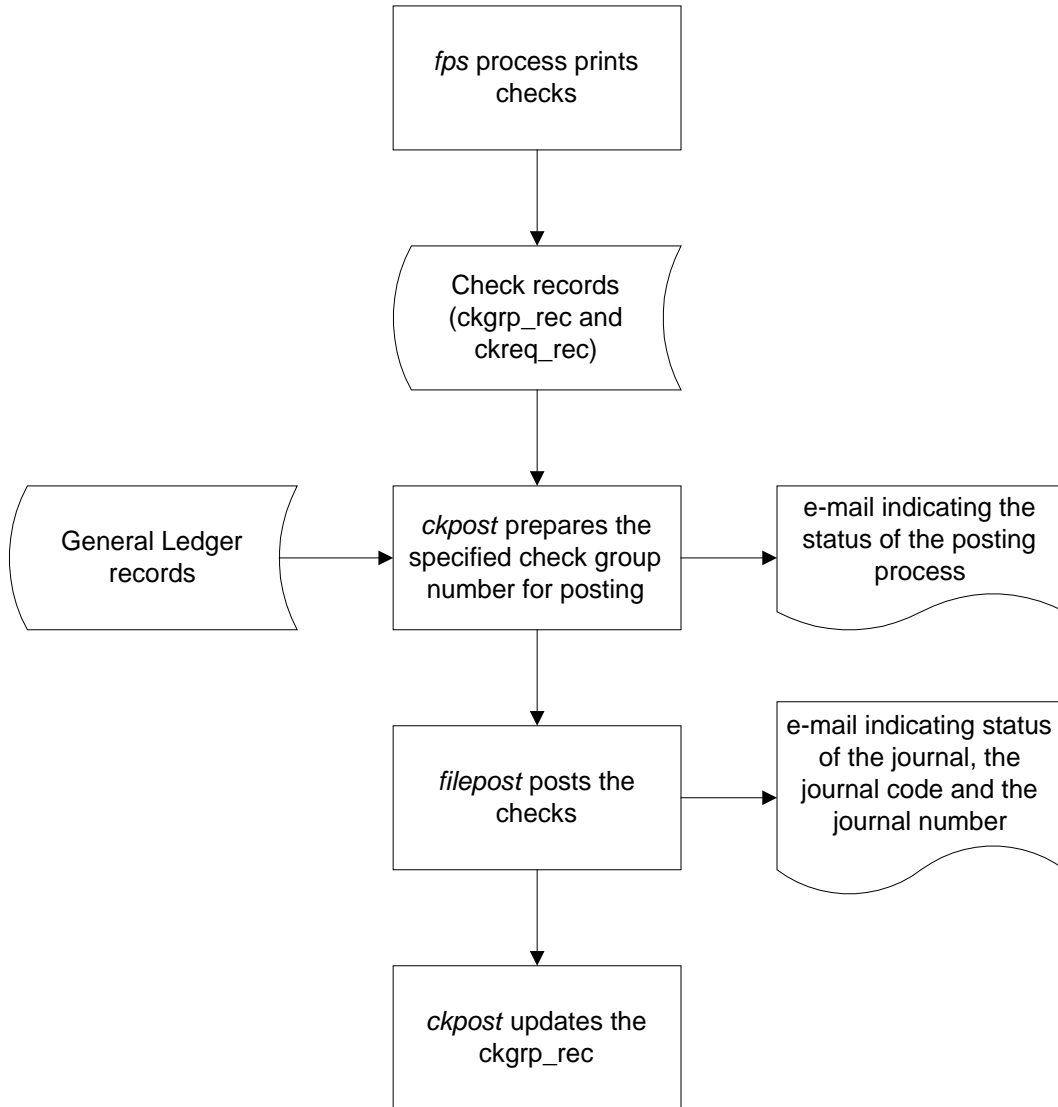 fps process prints
checks
Check records
(ckgrp_rec and
ckreq_rec)
General Ledger
records
ckpost prepares the
specified check group
number for posting
e-mail indicating the
status of the posting
process
filepost posts the
checks
e-mail indicating status
of the journal, the
journal code and the
journal number
ckpost updates the
ckgrp_rec